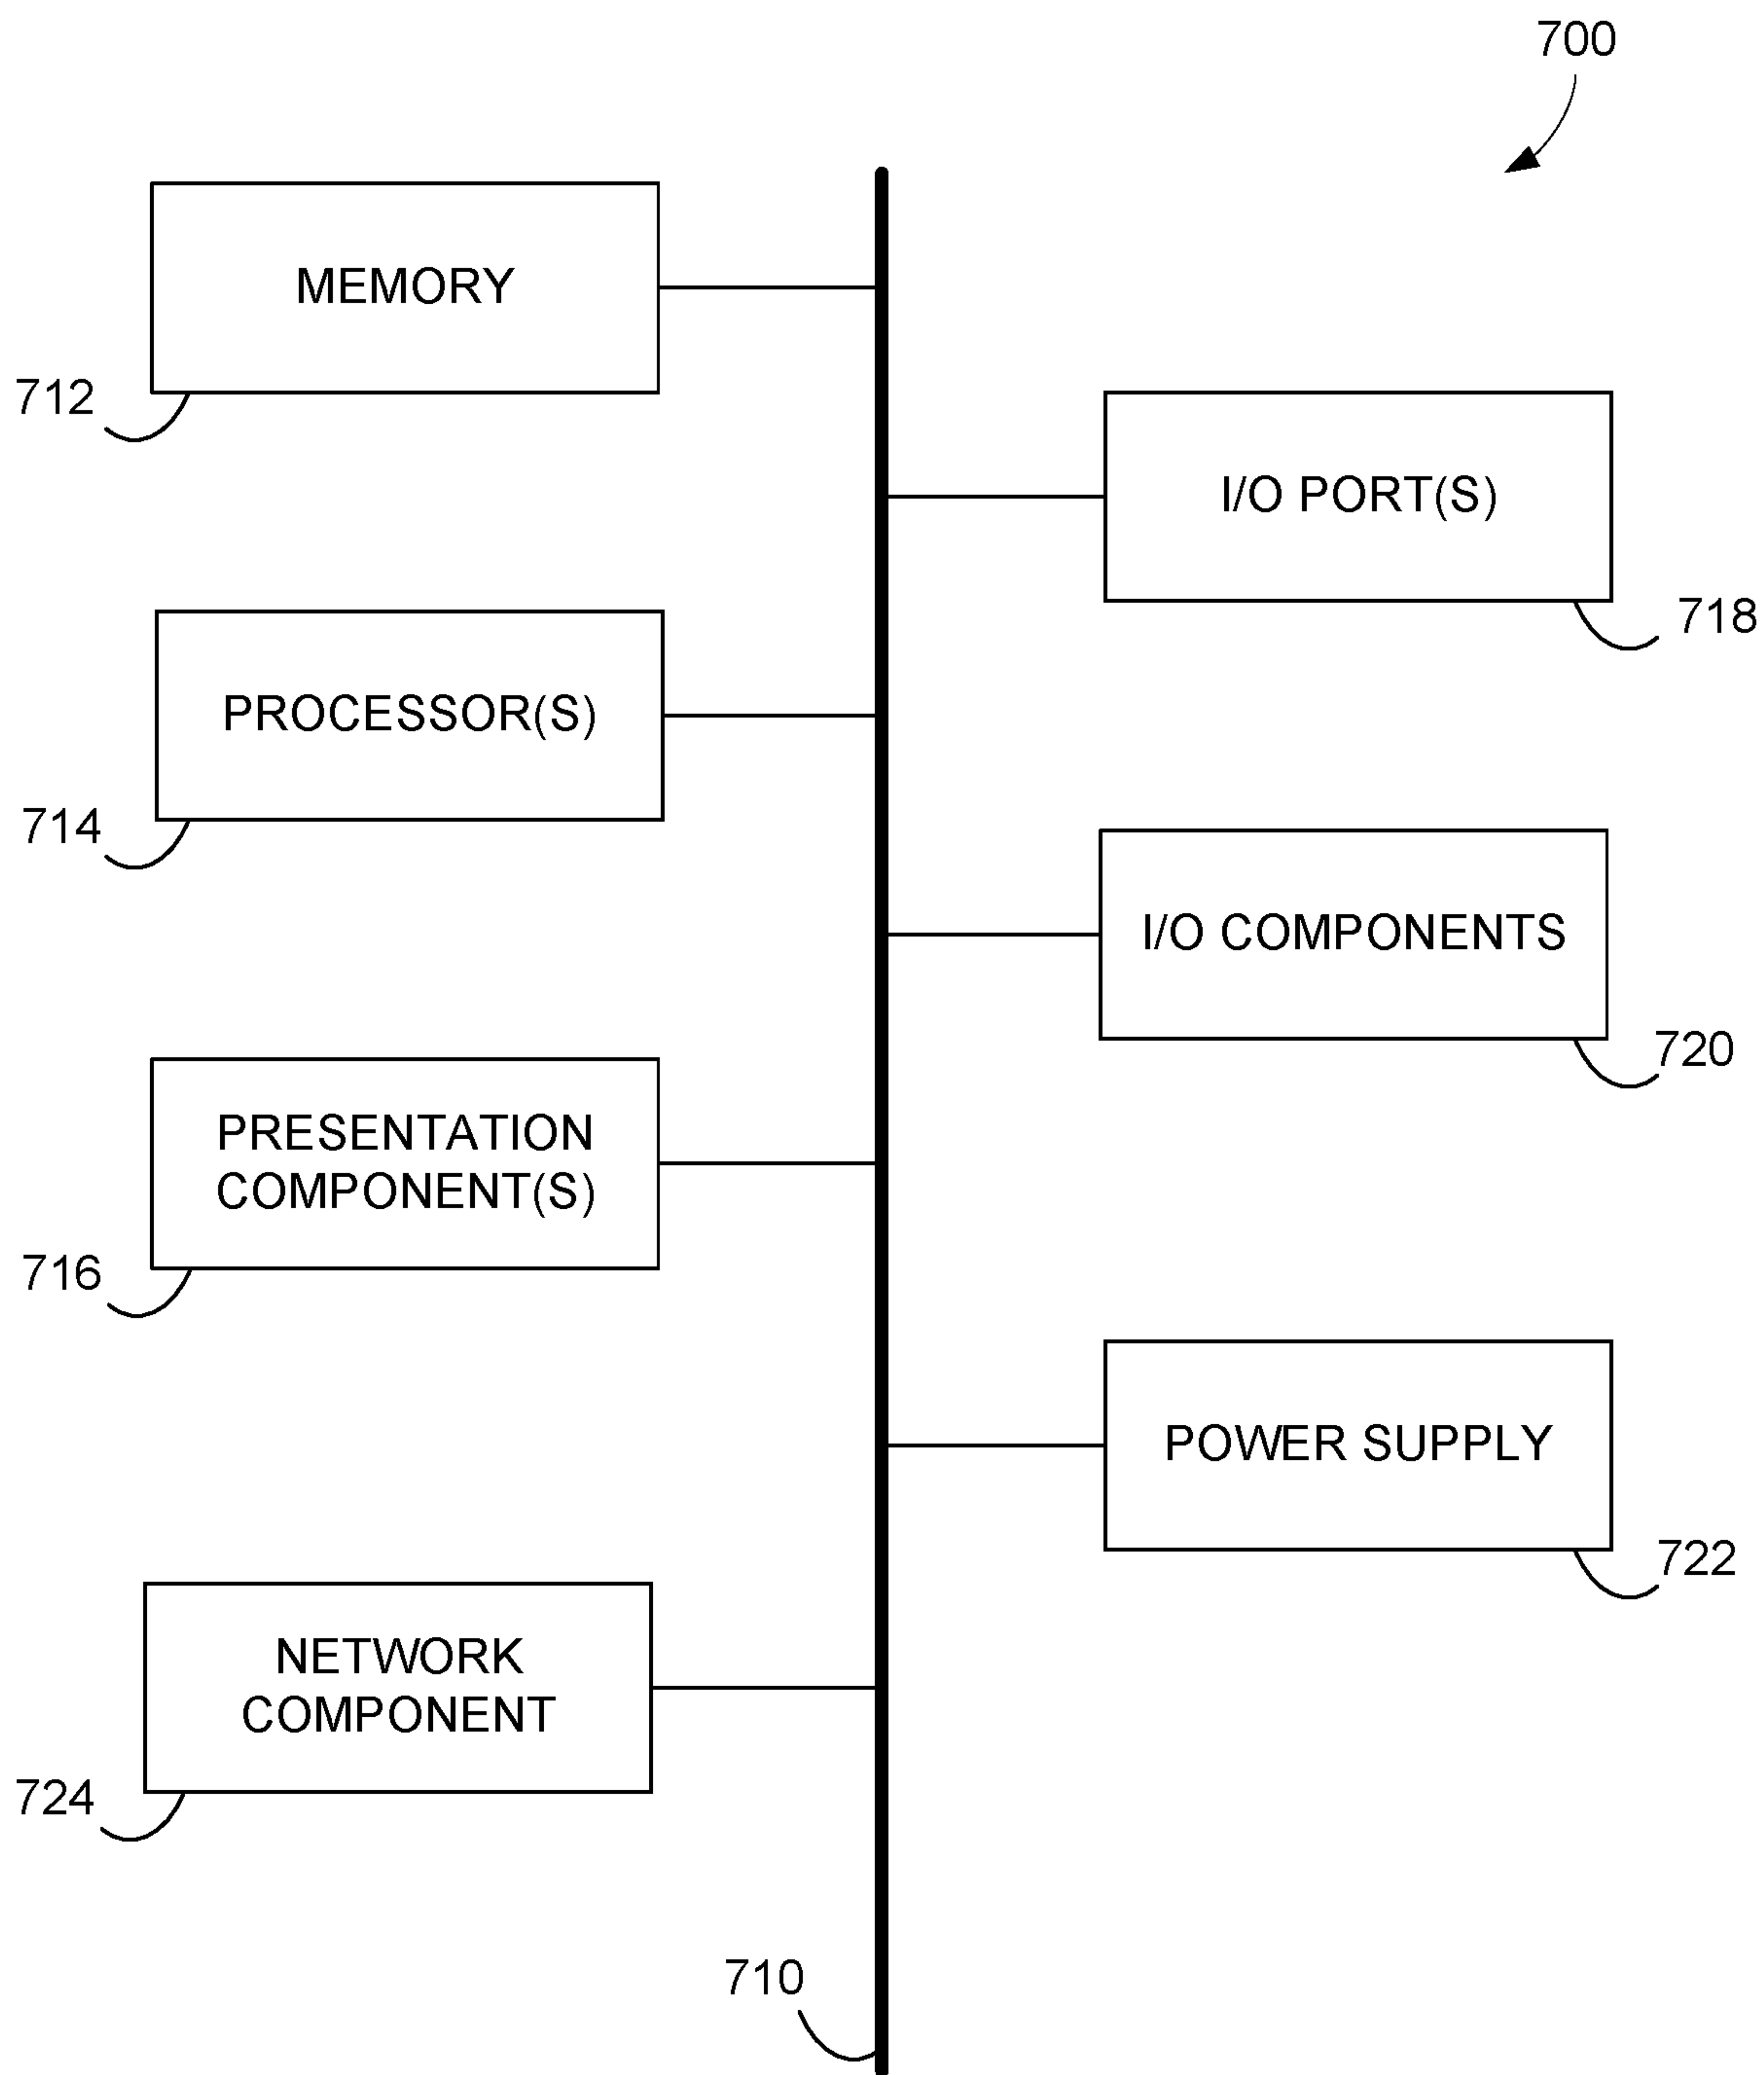 700
MEMORY
712
I/O PORT(S)
718
PROCESSOR(S)
714
I/O COMPONENTS
720
PRESENTATION
COMPONENT(S)
716
POWER SUPPLY
722
NETWORK
COMPONENT
724
710